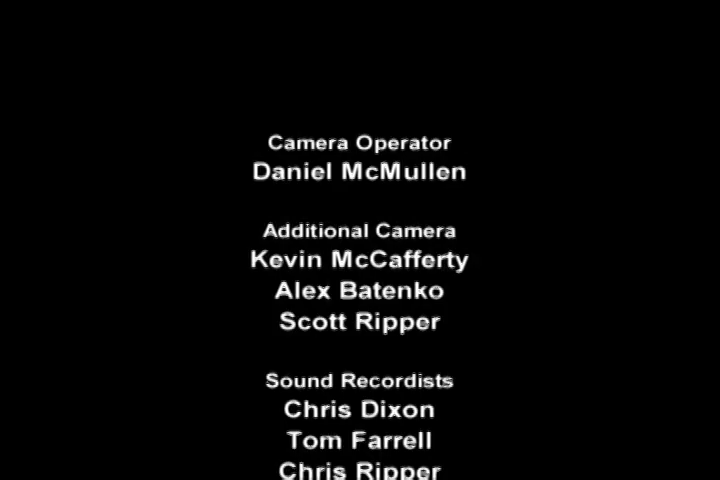 Camera Operator
Daniel McMullen
Additional Camera
Kevin McCafferty
Alex Batenko
Scott Ripper
Sound Recordists
Chris Dixon
Tom Farrell
Chris Ripper